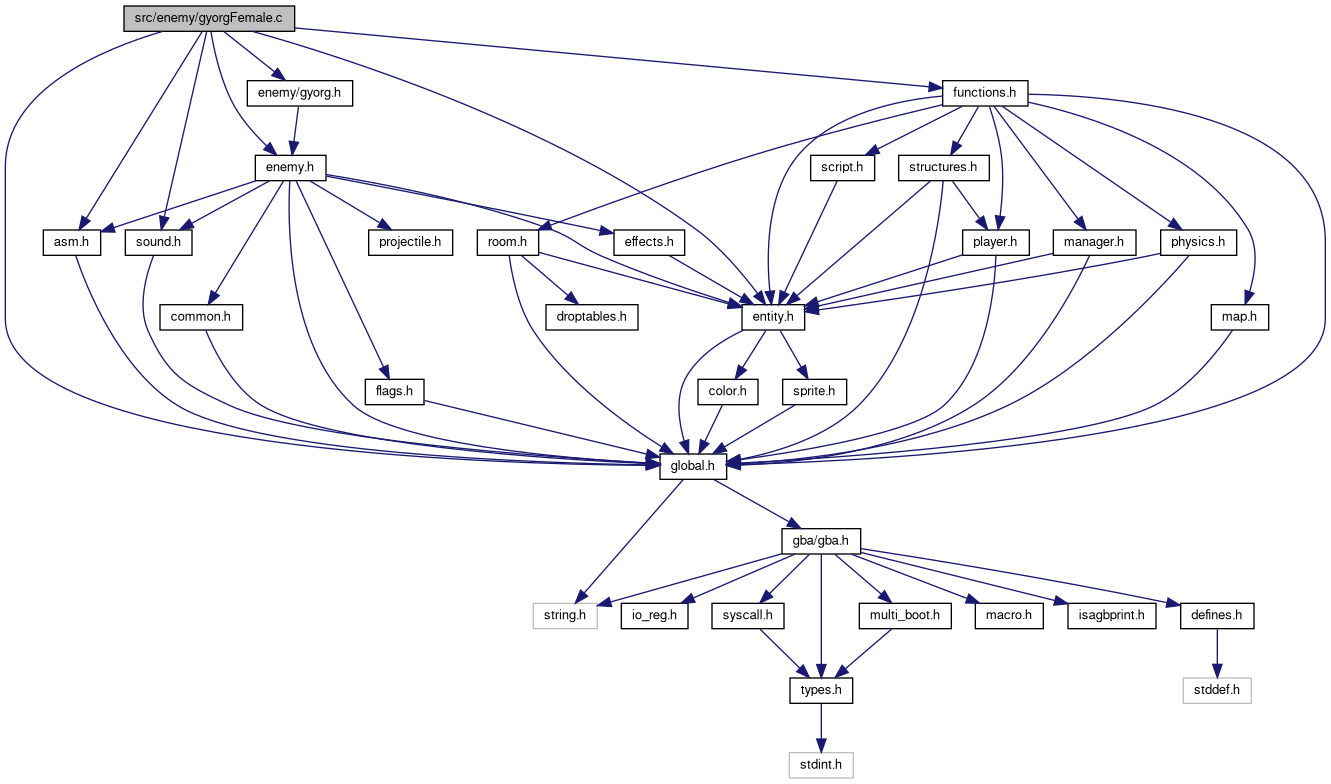 src/enemy/gyorgFemale.c
enemy/gyorg.h
functions.h
enemy.h
script.h
structures.h
asm.h
sound.h
projectile.h
room.h
effects.h
player.h
manager.h
physics.h
common.h
droptables.h
entity.h
map.h
flags.h
color.h
sprite.h
global.h
gba/gba.h
string.h
io_reg.h
syscall.h
multi_boot.h
macro.h
isagbprint.h
defines.h
types.h
stddef.h
stdint.h